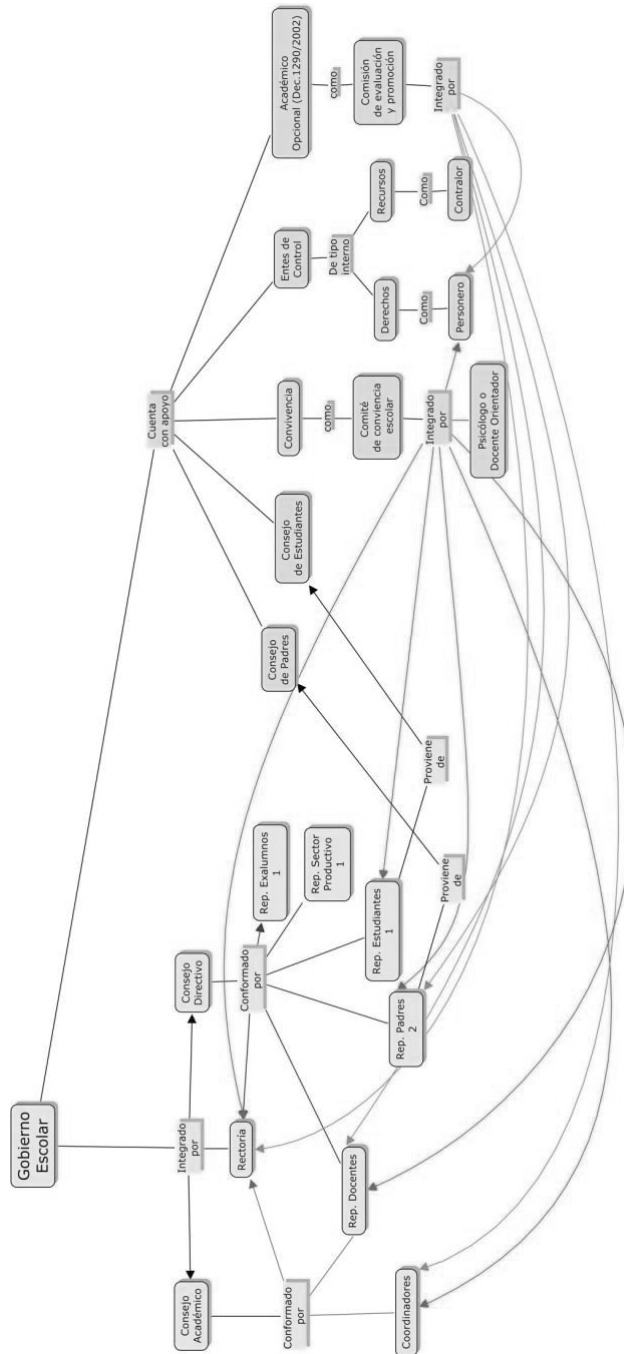 Gobierno
Escolar
Integrado
por
Cuenta
con apoyo
Consejo
Académico
Rectoría
Consejo
Directivo
Conformado
por
Conformado
por
Coordinadores
Rep. Docentes
Rep. Padres
2
Rep. Estudiantes
1
Rep. Sector
Productivo
1
Rep. Exalumnos
1
Proviene
de
Proviene
de
Consejo
de Padres
Consejo
de Estudiantes
Convivencia
como
Comité
de conviencia
escolar
Integrado
por
Psicólogo o
Docente Orientador
Entes de
Control
De tipo
interno
Derechos
Como
Personero
Recursos
Como
Contralor
Académico
Opcional (Dec.1290/2002)
como
Comisión
de evaluación
y promoción
Integrado
por